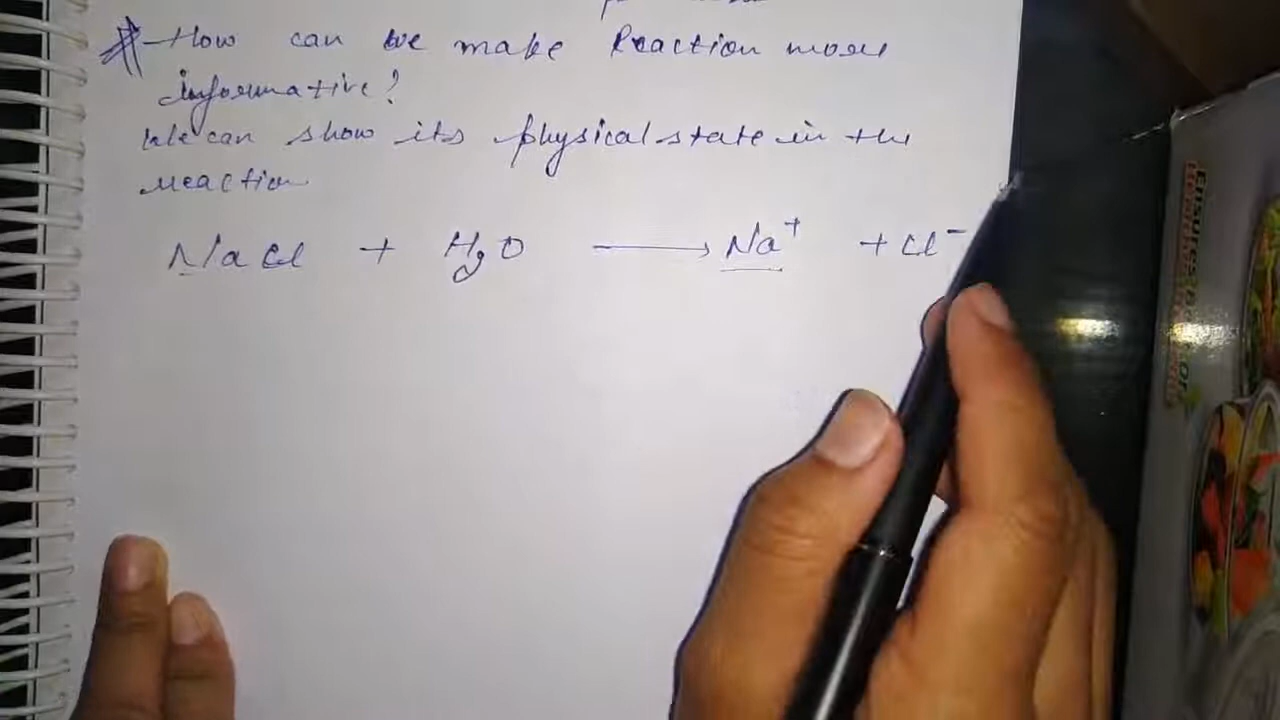 How can we make Reaction more
informative?
We can show its physical state in the
reaction
NaCl + H₂O ⟶ Na⁺ + Cl⁻
Ensures